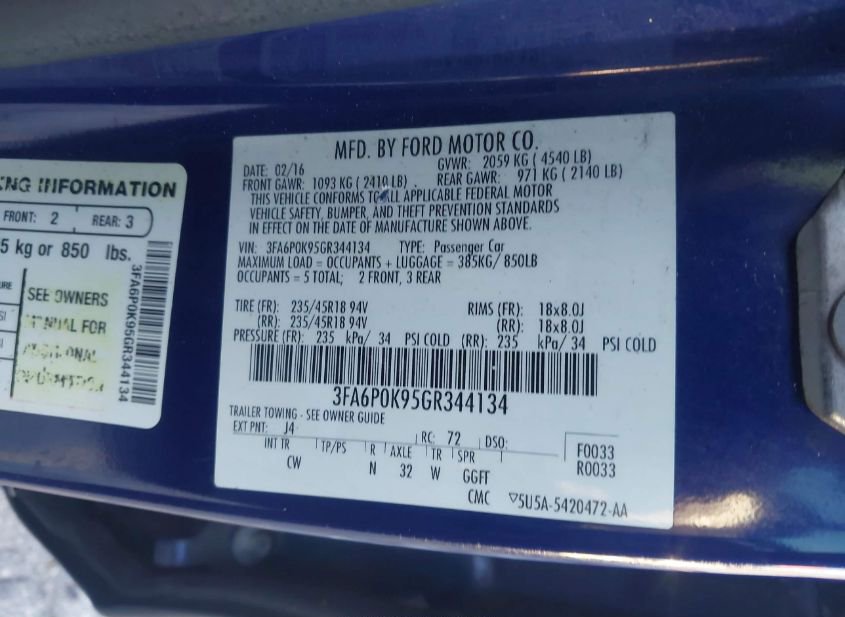 NG INFORMATION
FRONT: 2 REAR: 3
5 kg or 850 lbs.
SEE OWNERS
MANUAL FOR
ADDITIONAL
3FA6P0K95GR344134
MFD. BY FORD MOTOR CO.
DATE: 02/16 GVWR: 2059 KG ( 4540 LB)
FRONT GAWR: 1093 KG ( 2410 LB) REAR GAWR: 971 KG ( 2140 LB)
THIS VEHICLE CONFORMS TO ALL APPLICABLE FEDERAL MOTOR
VEHICLE SAFETY, BUMPER, AND THEFT PREVENTION STANDARDS
IN EFFECT ON THE DATE OF MANUFACTURE SHOWN ABOVE.
VIN: 3FA6P0K95GR344134 TYPE: Passenger Car
MAXIMUM LOAD = OCCUPANTS + LUGGAGE = 385KG/ 850LB
OCCUPANTS = 5 TOTAL; 2 FRONT, 3 REAR
TIRE (FR): 235/45R18 94V RIMS (FR): 18x8.0J
(RR): 235/45R18 94V (RR): 18x8.0J
PRESSURE (FR): 235 kPa/ 34 PSI COLD (RR): 235 kPa/ 34 PSI COLD
3FA6P0K95GR344134
TRAILER TOWING - SEE OWNER GUIDE
EXT PNT: J4 RC: 72 DSO: F0033
INT TR TP/PS R AXLE TR SPR R0033
CW N 32 W GGFT
CMC ▽5U5A-5420472-AA